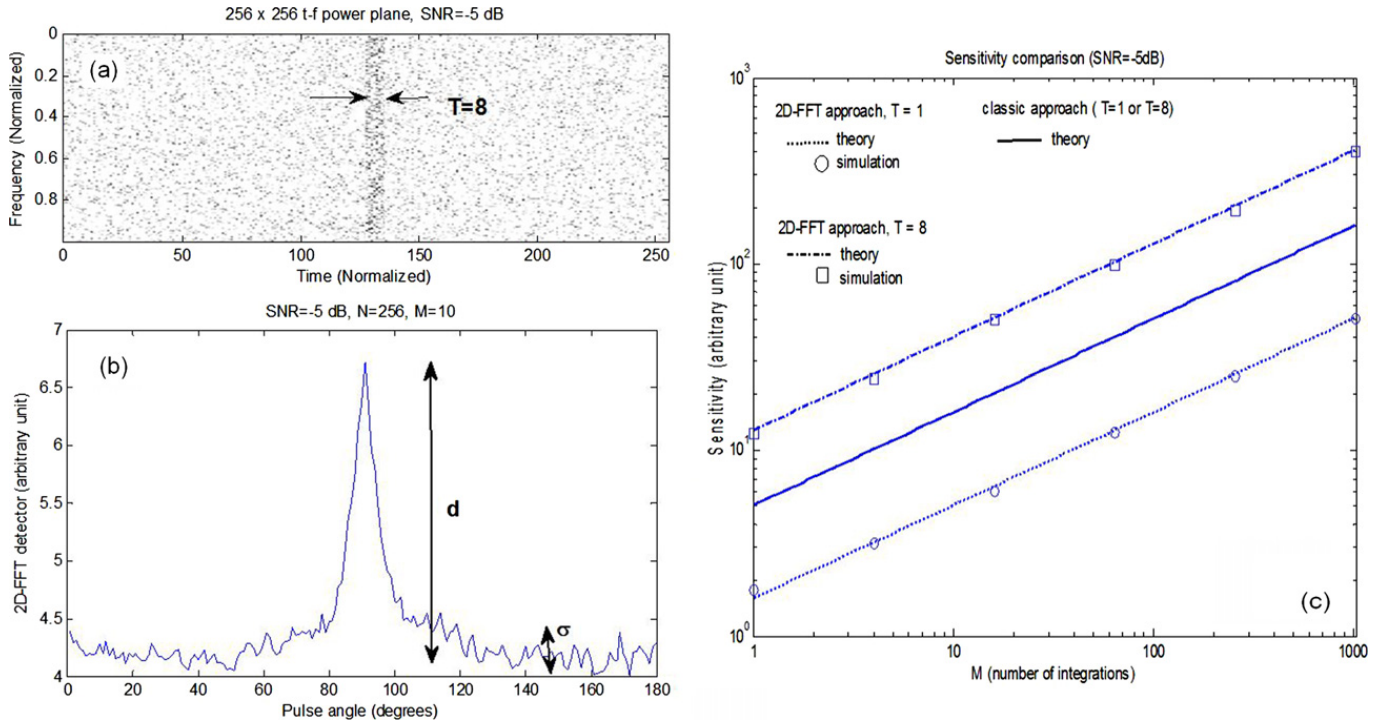 256 x 256 t-f power plane, SNR=-5 dB
(a)
T=8
Frequency (Normalized)
0
0.2
0.4
0.6
0.8
0 50 100 150 200 250
Time (Normalized)
SNR=-5 dB, N=256, M=10
(b)
d
σ
2D-FFT detector (arbitrary unit)
7
6.5
6
5.5
5
4.5
4
0 20 40 60 80 100 120 140 160 180
Pulse angle (degrees)
Sensitivity comparison (SNR=-5dB)
2D-FFT approach, T = 1
theory
simulation
classic approach ( T=1 or T=8)
theory
2D-FFT approach, T = 8
theory
simulation
(c)
Sensitivity (arbitrary unit)
10³
10²
10¹
10⁰
1 10 100 1000
M (number of integrations)